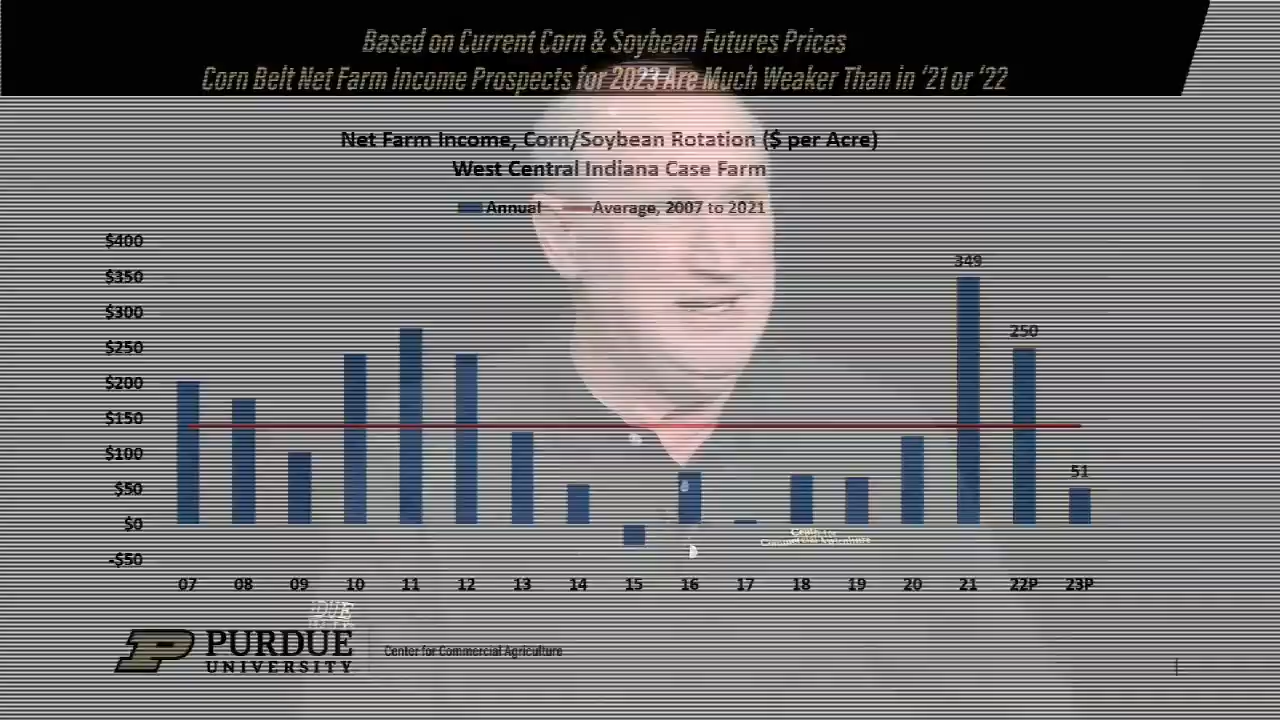 Based on Current Corn & Soybean Futures Prices
Corn Belt Net Farm Income Prospects for 2023 Are Much Weaker Than in ‘21 or ‘22
Net Farm Income, Corn/Soybean Rotation ($ per Acre)
West Central Indiana Case Farm
Annual Average, 2007 to 2021
$400
349
$350
250
$300
$250
$200
$150
$100
51
$50
$0
Center for
Commercial Agriculture
-$50
07 08 09 10 11 12 13 14 15 16 17 18 19 20 21 22P 23P
PURDUE
UNIVERSITY
Center for Commercial Agriculture